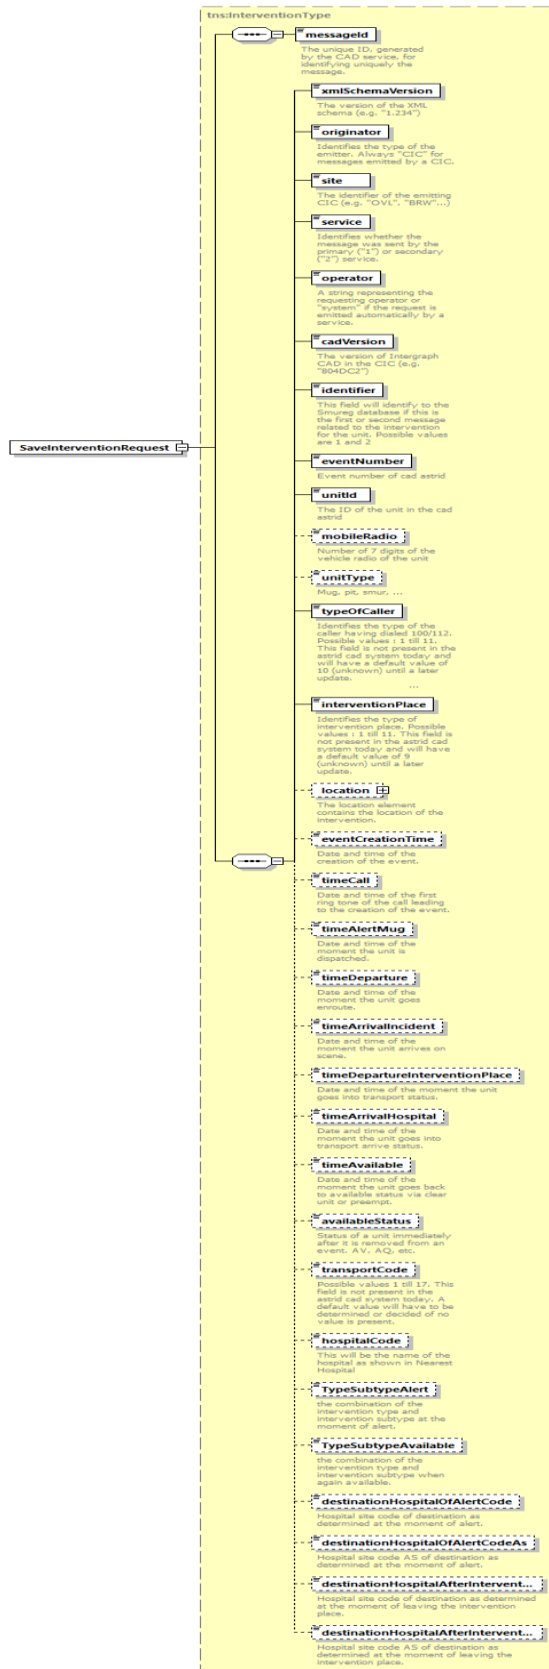 tns:InterventionType
messageId
The unique ID, generated
by the CAD service, for
identifying uniquely the
message.
xmlSchemaVersion
The version of the XML
schema (e.g. "1.234")
originator
Identifies the type of the
emitter. Always "CIC" for
messages emitted by a CIC.
site
The identifier of the emitting
CIC (e.g. "OVL", "BRW"...)
service
Identifies whether the
message was sent by the
primary ("1") or secondary
("2") service.
operator
A string representing the
requesting operator or
"system" if the request is
emitted automatically by a
service.
cadVersion
The version of Intergraph
CAD in the CIC (e.g.
"804DC2")
identifier
This field will identify to the
Smureg database if this is
the first or second message
related to the intervention
for the unit. Possible values
are 1 and 2
SaveInterventionRequest
eventNumber
Event number of cad astrid
unitId
The ID of the unit in the cad
astrid
mobileRadio
Number of 7 digits of the
vehicle radio of the unit
unitType
Mug, pit, smur, ...
typeOfCaller
Identifies the type of the
caller having dialed 100/112.
Possible values : 1 till 11.
This field is not present in the
astrid cad system today and
will have a default value of
10 (unknown) until a later
update.
...
interventionPlace
Identifies the type of
intervention place. Possible
values : 1 till 11. This field is
not present in the astrid cad
system today and will have
a default value of 9
(unknown) until a later
update.
location
The location element
contains the location of the
intervention.
eventCreationTime
Date and time of the
creation of the event.
timeCall
Date and time of the first
ring tone of the call leading
to the creation of the event.
timeAlertMug
Date and time of the
moment the unit is
dispatched.
timeDeparture
Date and time of the
moment the unit goes
enroute.
timeArrivalIncident
Date and time of the
moment the unit arrives on
scene.
timeDepartureInterventionPlace
Date and time of the moment the unit
goes into transport status.
timeArrivalHospital
Date and time of the
moment the unit goes into
transport arrive status.
timeAvailable
Date and time of the
moment the unit goes back
to available status via clear
unit or preempt.
availableStatus
Status of a unit immediately
after it is removed from an
event. AV, AQ, etc.
transportCode
Possible values 1 till 17. This
field is not present in the
astrid cad system today. A
default value will have to be
determined or decided of no
value is present.
hospitalCode
This will be the name of the
hospital as shown in Nearest
Hospital
TypeSubtypeAlert
the combination of the
intervention type and
intervention subtype at the
moment of alert.
TypeSubtypeAvailable
the combination of the
intervention type and
intervention subtype when
again available.
destinationHospitalOfAlertCode
Hospital site code of destination as
determined at the moment of alert.
destinationHospitalOfAlertCodeAs
Hospital site code AS of destination as
determined at the moment of alert.
destinationHospitalAfterIntervent...
Hospital site code of destination as determined
at the moment of leaving the intervention
place.
destinationHospitalAfterIntervent...
Hospital site code AS of destination as
determined at the moment of leaving the
intervention place.